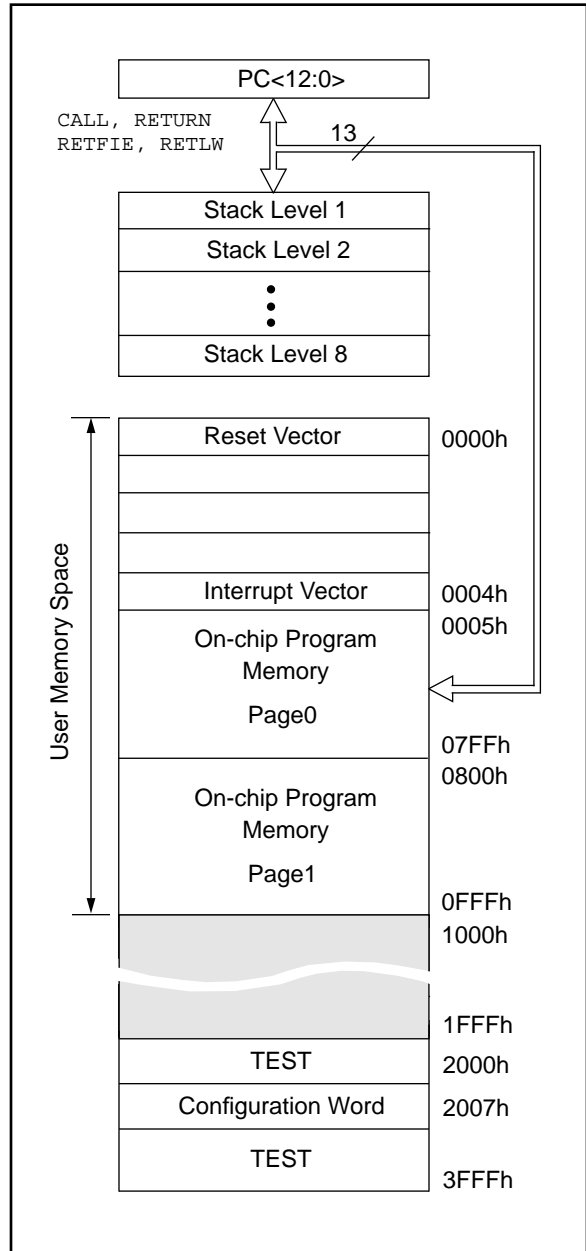 PC<12:0>
CALL, RETURN
RETFIE, RETLW
13
Stack Level 1
Stack Level 2
Stack Level 8
User Memory Space
Reset Vector
0000h
Interrupt Vector
0004h
0005h
On-chip Program
Memory
Page0
07FFh
0800h
On-chip Program
Memory
Page1
0FFFh
1000h
1FFFh
TEST
2000h
Configuration Word
2007h
TEST
3FFFh